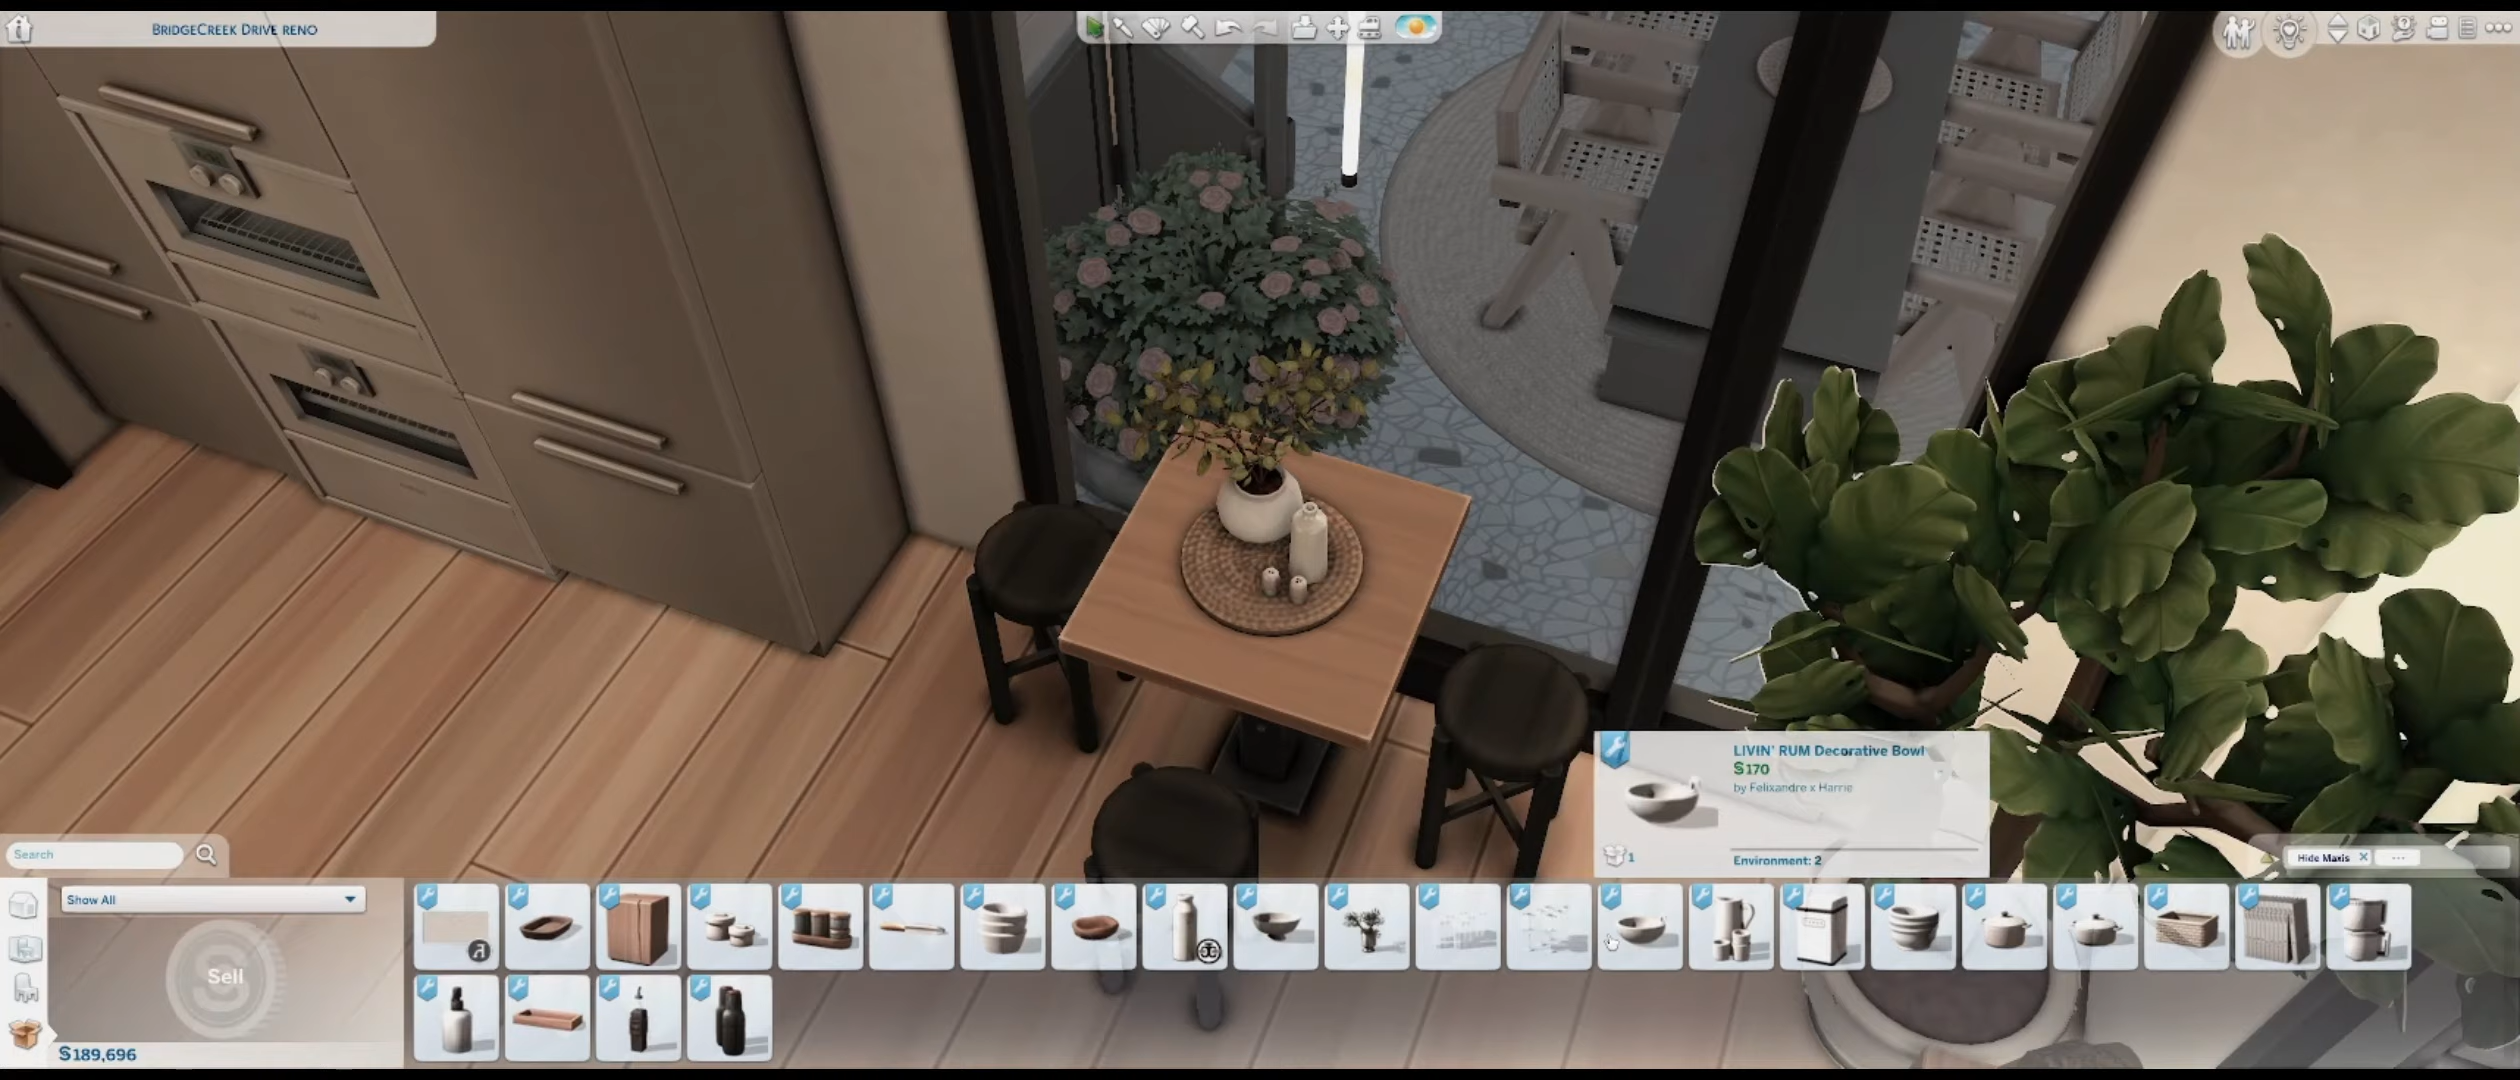 BRIDGECREEK DRIVE RENO
LIVIN' RUM Decorative Bowl
§170
by Felixandre x Harrie
1
Environment: 2
Search
Hide Maxis
Show All
Sell
§189,696